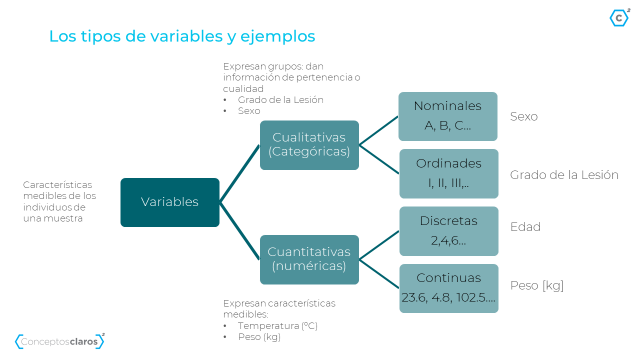 C
2
Los tipos de variables y ejemplos
Expresan grupos: dan
información de pertenencia o
cualidad
• Grado de la Lesión
• Sexo
Nominales
A, B, C...
Sexo
Cualitativas
(Categóricas)
Ordinades
I, II, III,..
Grado de la Lesión
Características
medibles de los
individuos de
una muestra
Variables
Discretas
2,4,6...
Edad
Cuantitativas
(numéricas)
Continuas
23.6, 4.8, 102.5....
Peso [kg]
Expresan características
medibles:
• Temperatura (ºC)
• Peso (kg)
Conceptosclaros
2